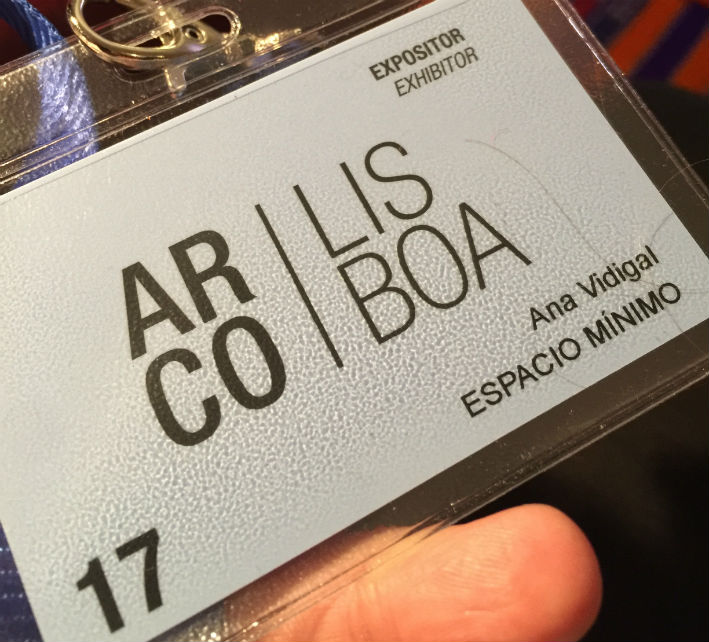 EXPOSITOR
EXHIBITOR
AR
CO
LIS
BOA
Ana Vidigal
ESPACIO MÍNIMO
17